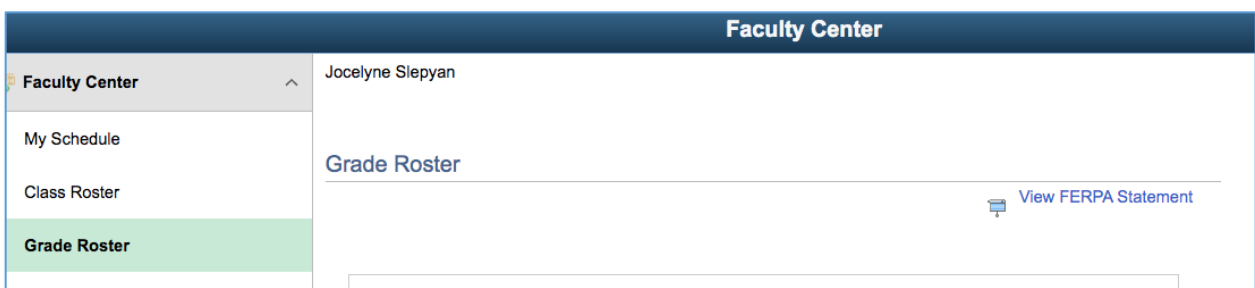 Faculty Center
Faculty Center
Jocelyne Slepyan
My Schedule
Class Roster
Grade Roster
Grade Roster
View FERPA Statement